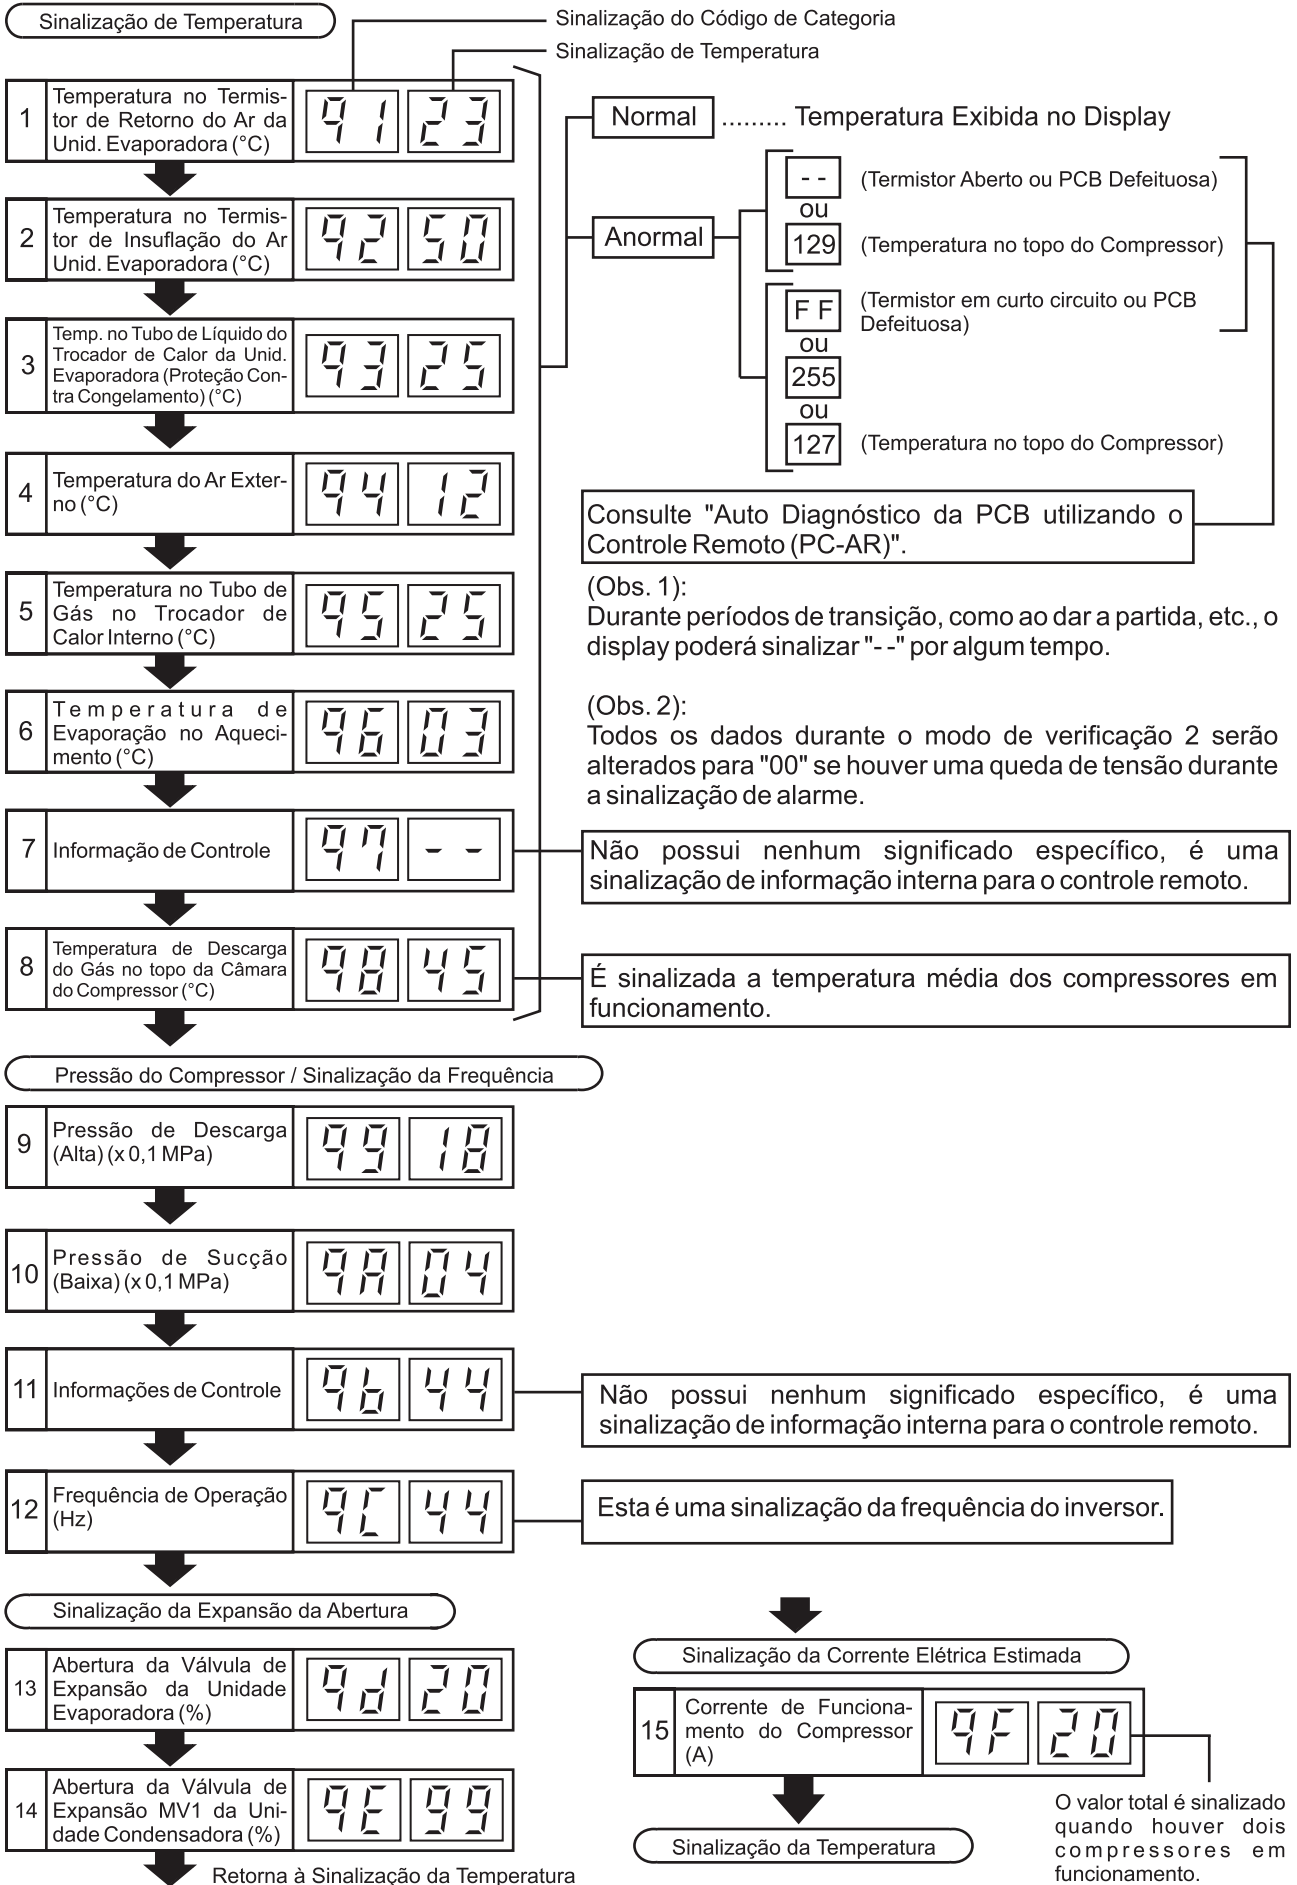 Sinalização de Temperatura
Sinalização do Código de Categoria
Sinalização de Temperatura
1
Temperatura no Termis-
tor de Retorno do Ar da
Unid. Evaporadora (°C)
91 23
2
Temperatura no Termis-
tor de Insuflação do Ar
Unid. Evaporadora (°C)
92 50
3
Temp. no Tubo de Líquido do
Trocador de Calor da Unid.
Evaporadora (Proteção Con-
tra Congelamento) (°C)
93 25
4
Temperatura do Ar Exter-
no (°C)
94 12
5
Temperatura no Tubo de
Gás no Trocador de
Calor Interno (°C)
95 25
6
Temperatura de
Evaporação no Aqueci-
mento (°C)
96 03
7
Informação de Controle
97 --
8
Temperatura de Descarga
do Gás no topo da Câmara
do Compressor (°C)
98 45
Normal ......... Temperatura Exibida no Display
Anormal
- - (Termistor Aberto ou PCB Defeituosa)
ou
129 (Temperatura no topo do Compressor)
F F (Termistor em curto circuito ou PCB
Defeituosa)
ou
255
ou
127 (Temperatura no topo do Compressor)
Consulte "Auto Diagnóstico da PCB utilizando o
Controle Remoto (PC-AR)".
(Obs. 1):
Durante períodos de transição, como ao dar a partida, etc., o
display poderá sinalizar "- -" por algum tempo.
(Obs. 2):
Todos os dados durante o modo de verificação 2 serão
alterados para "00" se houver uma queda de tensão durante
a sinalização de alarme.
Não possui nenhum significado específico, é uma
sinalização de informação interna para o controle remoto.
É sinalizada a temperatura média dos compressores em
funcionamento.
Pressão do Compressor / Sinalização da Frequência
9
Pressão de Descarga
(Alta) (x 0,1 MPa)
99 18
10
Pressão de Sucção
(Baixa) (x 0,1 MPa)
9A 04
11
Informações de Controle
9b 44
Não possui nenhum significado específico, é uma
sinalização de informação interna para o controle remoto.
12
Frequência de Operação
(Hz)
9C 44
Esta é uma sinalização da frequência do inversor.
Sinalização da Expansão da Abertura
13
Abertura da Válvula de
Expansão da Unidade
Evaporadora (%)
9d 20
14
Abertura da Válvula de
Expansão MV1 da Uni-
dade Condensadora (%)
9E 99
Retorna à Sinalização da Temperatura
Sinalização da Corrente Elétrica Estimada
15
Corrente de Funciona-
mento do Compressor
(A)
9F 20
O valor total é sinalizado
quando houver dois
compressores em
funcionamento.
Sinalização da Temperatura